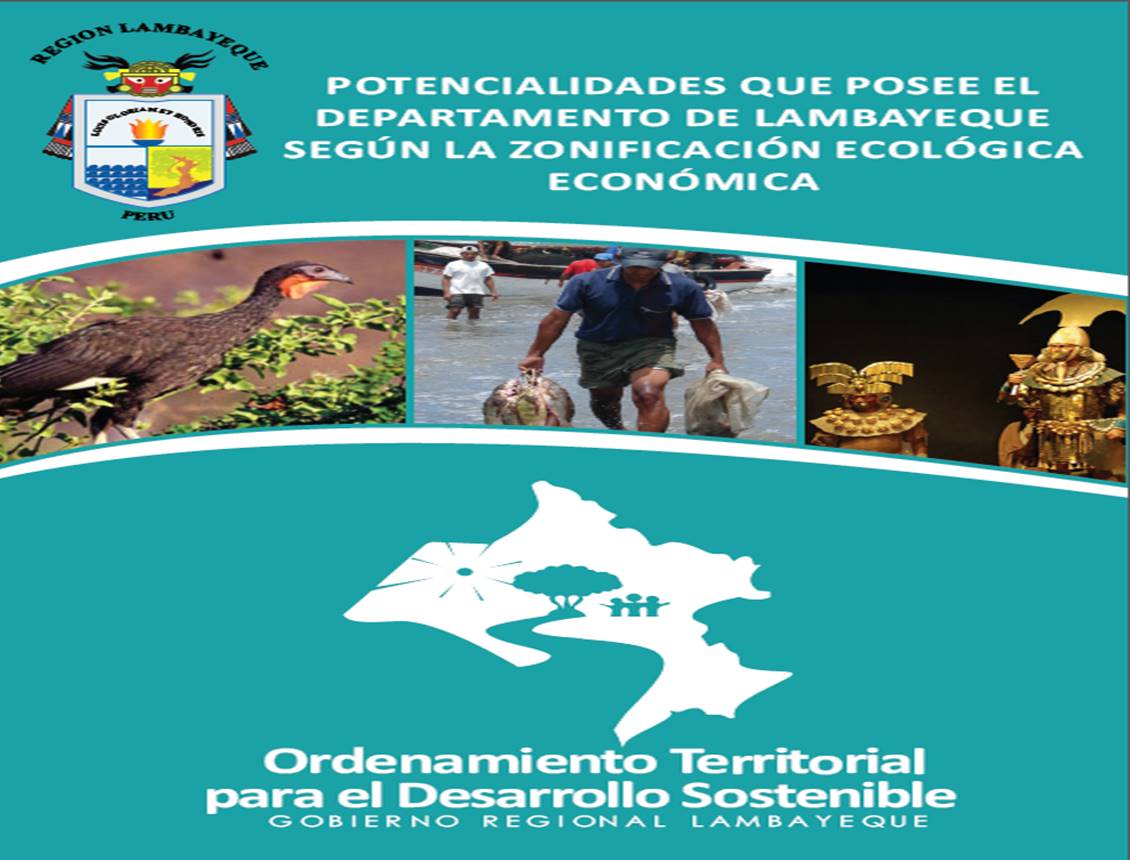 REGION LAMBAYEQUE
PERU
POTENCIALIDADES QUE POSEE EL
DEPARTAMENTO DE LAMBAYEQUE
SEGÚN LA ZONIFICACIÓN ECOLÓGICA
ECONÓMICA
Ordenamiento Territorial
para el Desarrollo Sostenible
GOBIERNO REGIONAL LAMBAYEQUE